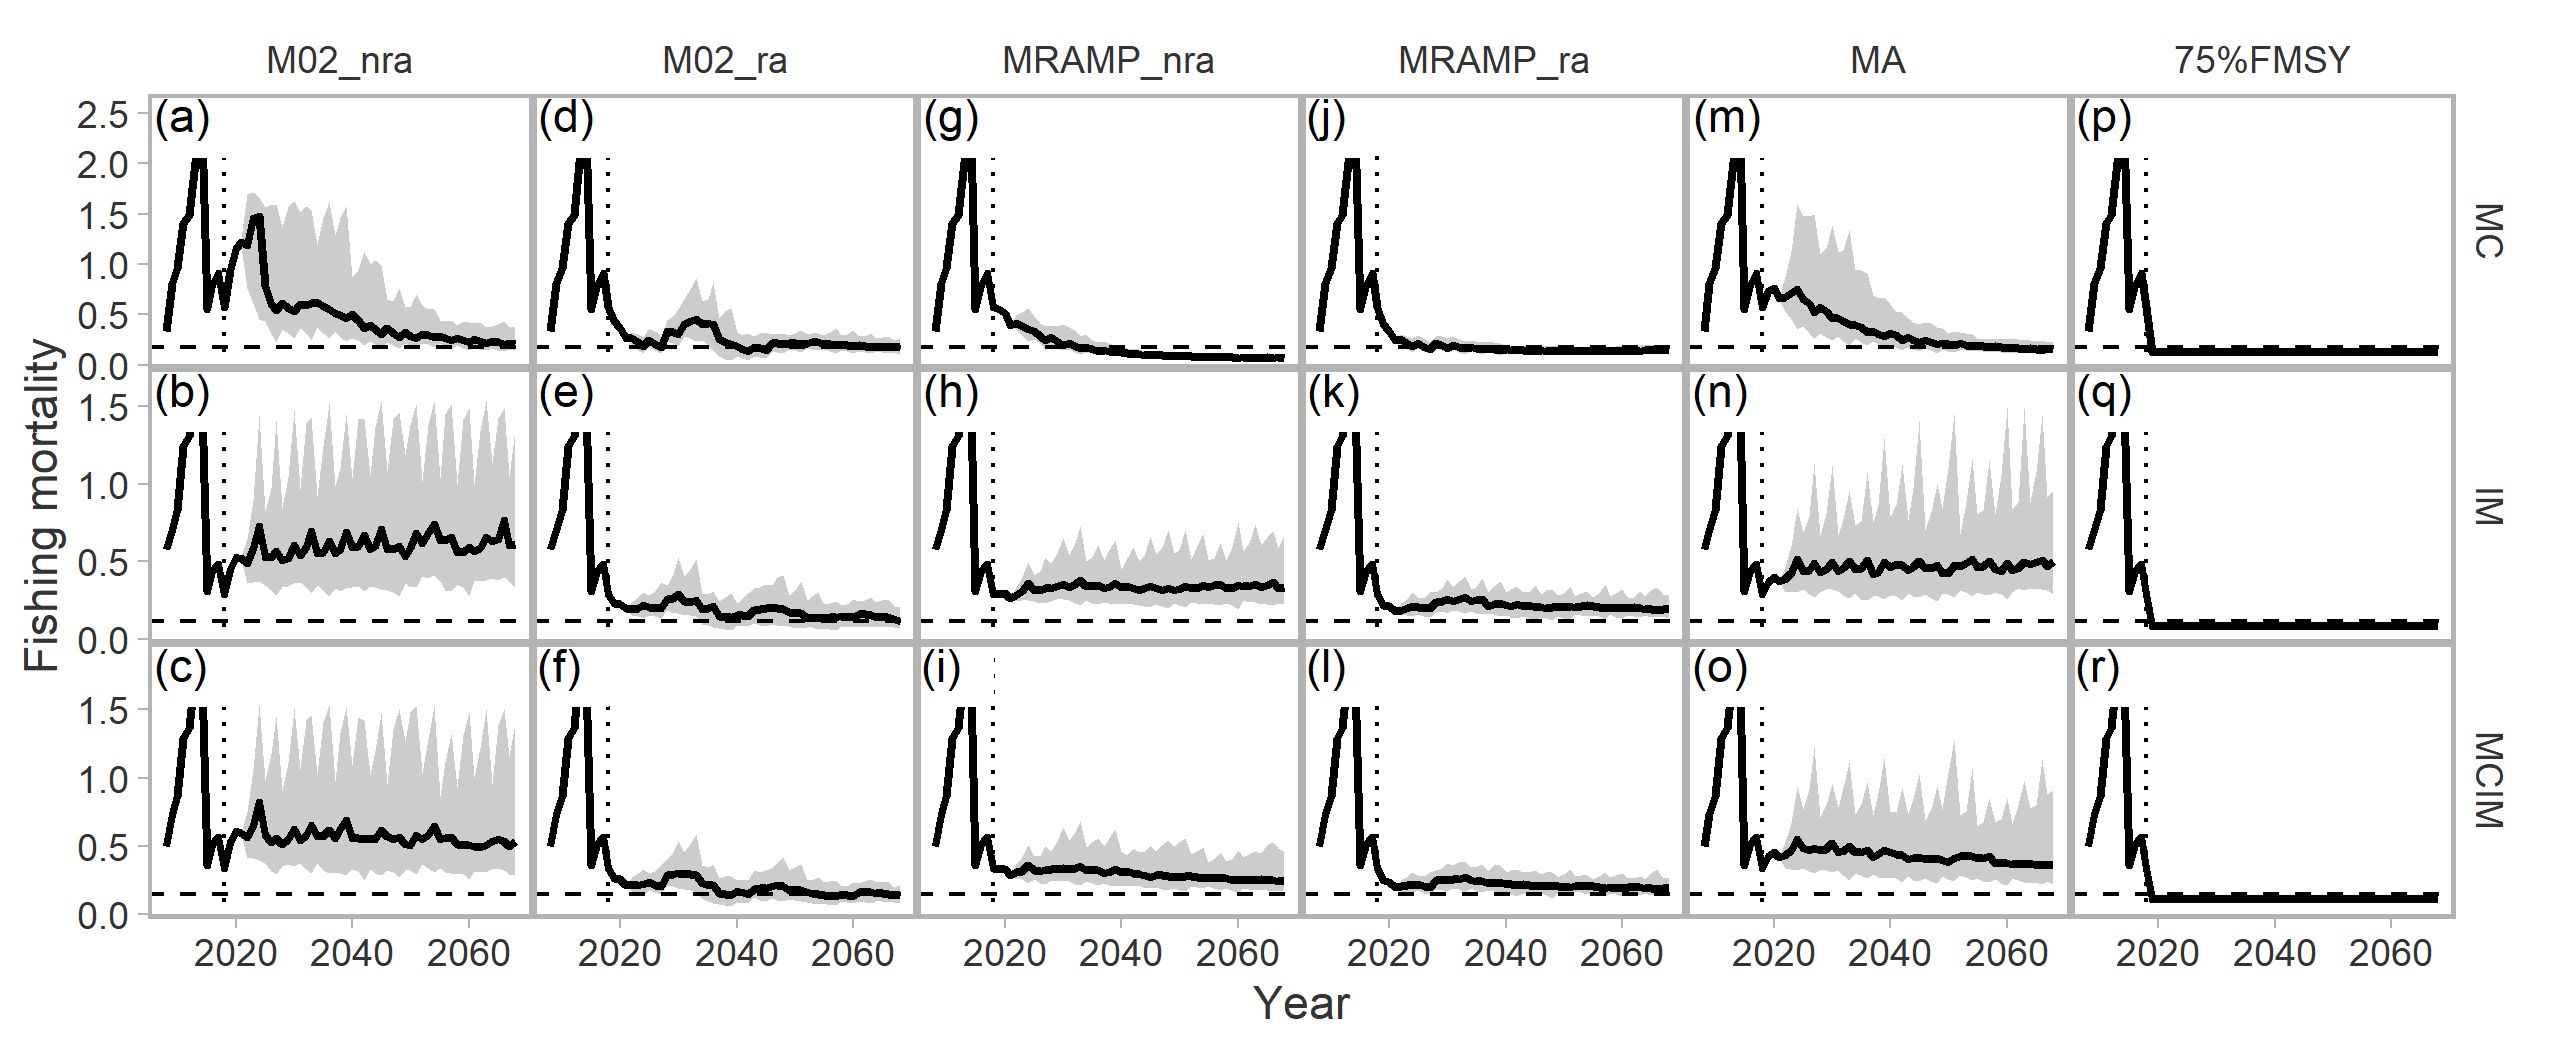 M02_nra M02_ra MRAMP_nra MRAMP_ra MA 75%FMSY
(a) (d) (g) (j) (m) (p)
2.5
2.0
1.5
1.0
0.5
0.0
MC
(b) (e) (h) (k) (n) (q)
1.5
1.0
0.5
0.0
IM
(c) (f) (i) (l) (o) (r)
1.5
1.0
0.5
0.0
MCIM
Fishing mortality
2020 2040 2060 2020 2040 2060 2020 2040 2060 2020 2040 2060 2020 2040 2060 2020 2040 2060
Year